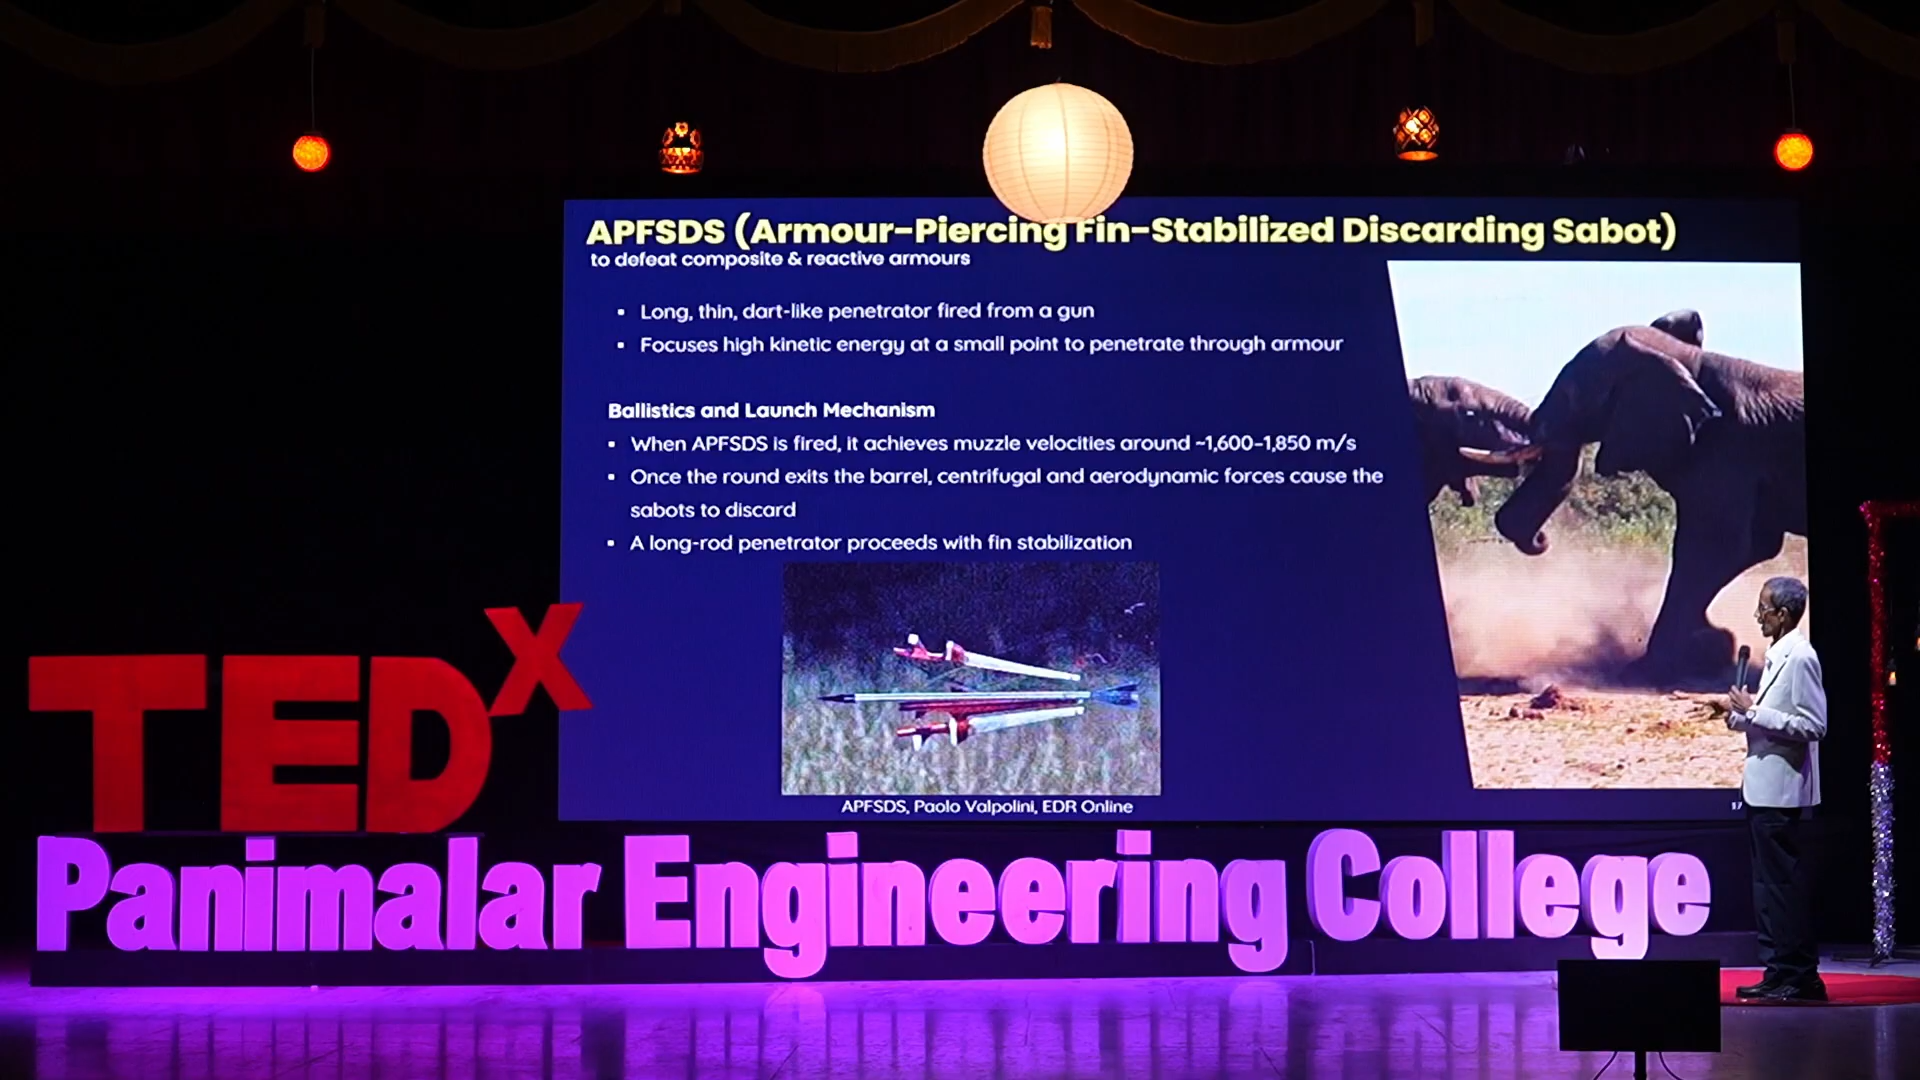 APFSDS (Armour-Piercing Fin-Stabilized Discarding Sabot)
to defeat composite & reactive armours
▪ Long, thin, dart-like penetrator fired from a gun
▪ Focuses high kinetic energy at a small point to penetrate through armour
Ballistics and Launch Mechanism
▪ When APFSDS is fired, it achieves muzzle velocities around ~1,600-1,850 m/s
▪ Once the round exits the barrel, centrifugal and aerodynamic forces cause the
sabots to discard
▪ A long-rod penetrator proceeds with fin stabilization
APFSDS, Paolo Valpolini, EDR Online
17
TEDx
Panimalar Engineering College